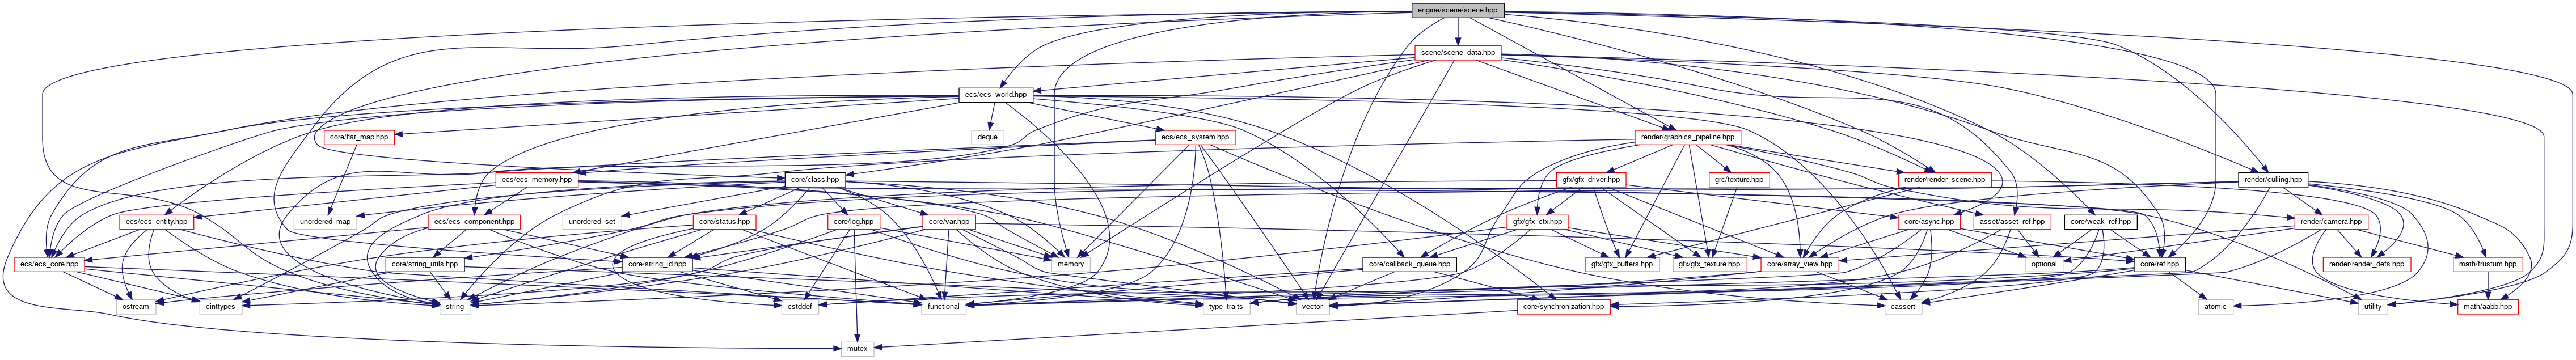 engine/scene/scene.hpp
scene/scene_data.hpp
ecs/ecs_world.hpp
core/flat_map.hpp
deque
ecs/ecs_system.hpp
render/graphics_pipeline.hpp
ecs/ecs_memory.hpp
core/class.hpp
gfx/gfx_driver.hpp
grc/texture.hpp
render/render_scene.hpp
render/culling.hpp
ecs/ecs_entity.hpp
unordered_map
ecs/ecs_component.hpp
unordered_set
core/status.hpp
core/log.hpp
core/var.hpp
gfx/gfx_ctx.hpp
core/async.hpp
asset/asset_ref.hpp
core/weak_ref.hpp
render/camera.hpp
ecs/ecs_core.hpp
core/string_utils.hpp
core/string_id.hpp
memory
core/callback_queue.hpp
gfx/gfx_buffers.hpp
gfx/gfx_texture.hpp
core/array_view.hpp
optional
core/ref.hpp
render/render_defs.hpp
math/frustum.hpp
ostream
cinttypes
string
cstddef
functional
type_traits
vector
core/synchronization.hpp
cassert
atomic
utility
math/aabb.hpp
mutex